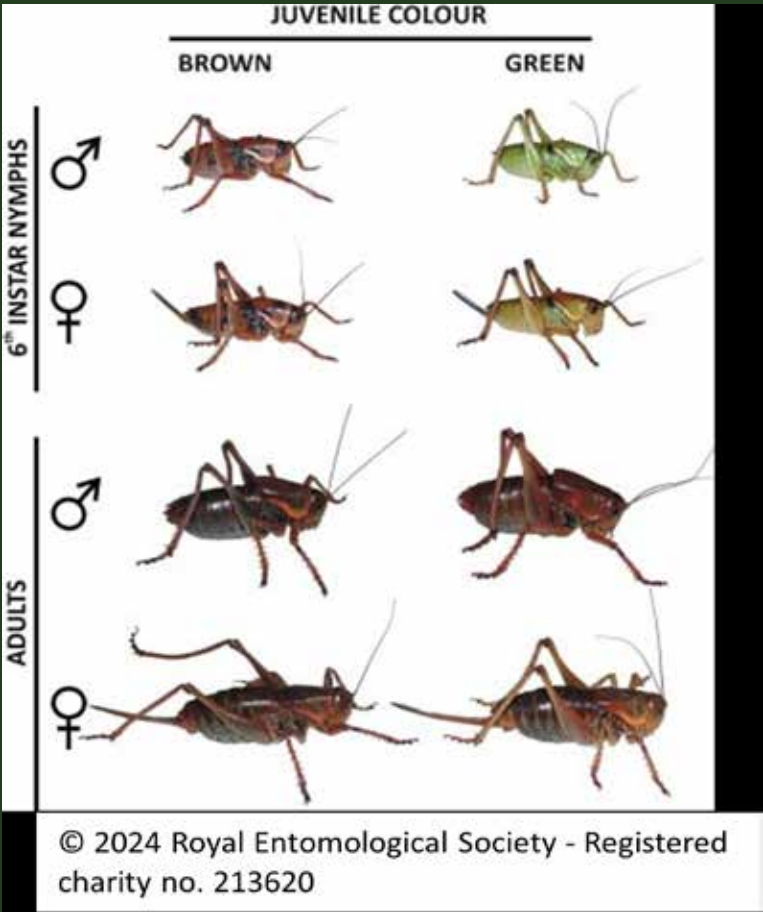 JUVENILE COLOUR
BROWN GREEN
6th INSTAR NYMPHS
♂
♀
ADULTS
♂
♀
© 2024 Royal Entomological Society - Registered
charity no. 213620